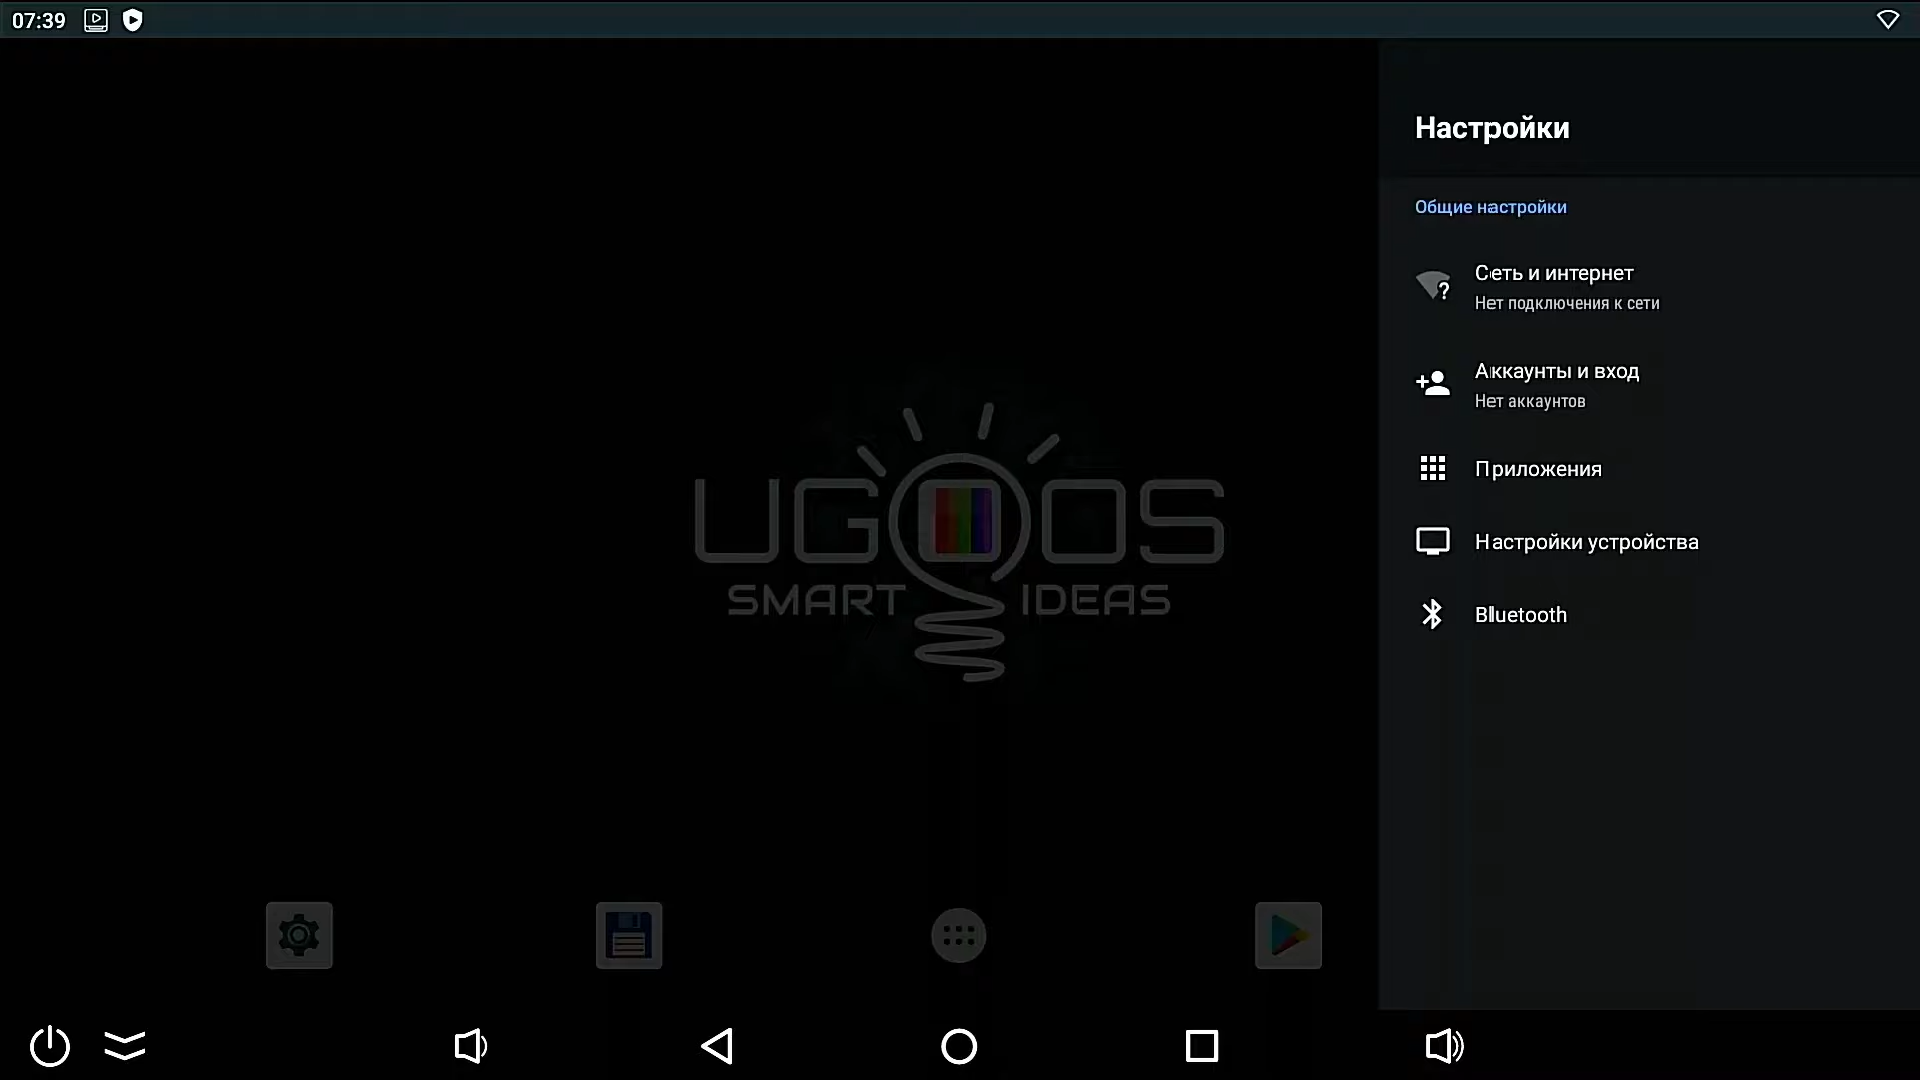 07:39
Настройки
Общие настройки
Сеть и интернет
Нет подключения к сети
Аккаунты и вход
Нет аккаунтов
Приложения
Настройки устройства
Bluetooth
UGOOS
SMART IDEAS